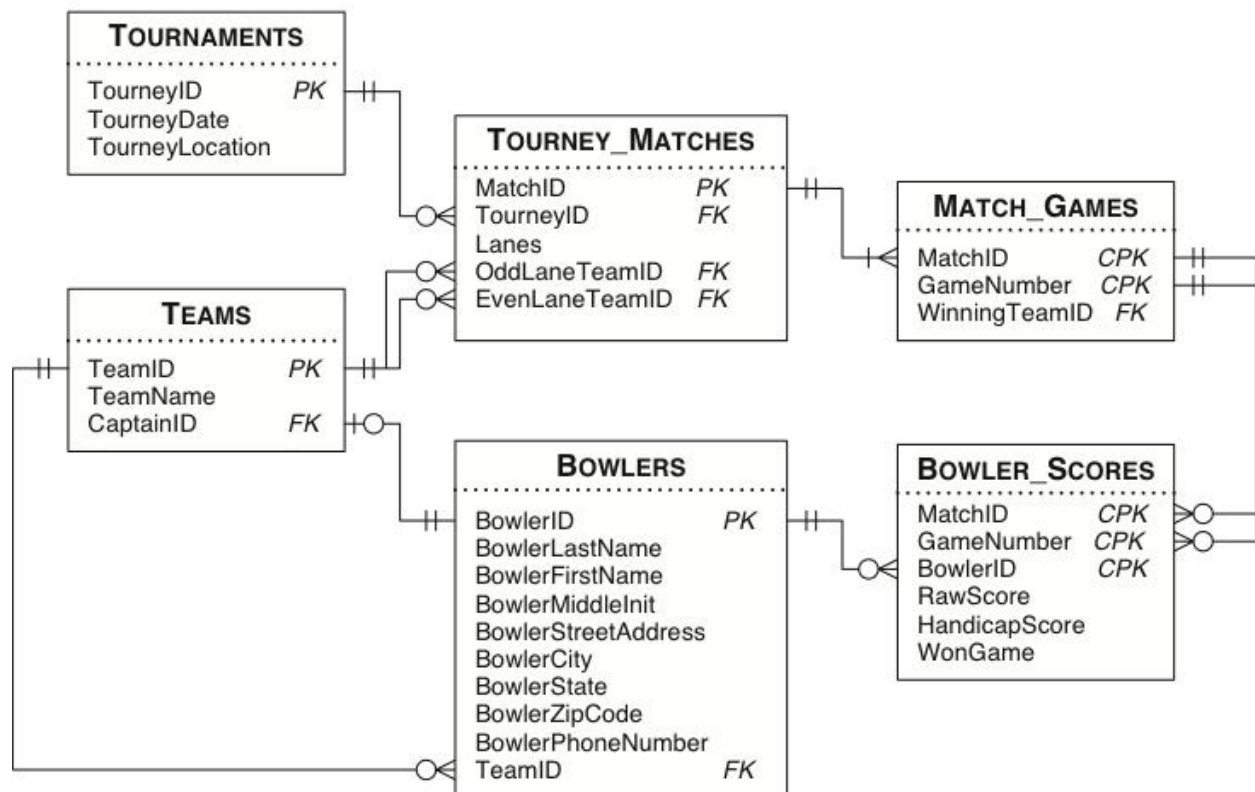 TOURNAMENTS
TourneyID PK
TourneyDate
TourneyLocation
TOURNEY_MATCHES
MatchID PK
TourneyID FK
Lanes
OddLaneTeamID FK
EvenLaneTeamID FK
MATCH_GAMES
MatchID CPK
GameNumber CPK
WinningTeamID FK
TEAMS
TeamID PK
TeamName
CaptainID FK
BOWLERS
BowlerID PK
BowlerLastName
BowlerFirstName
BowlerMiddleInit
BowlerStreetAddress
BowlerCity
BowlerState
BowlerZipCode
BowlerPhoneNumber
TeamID FK
BOWLER_SCORES
MatchID CPK
GameNumber CPK
BowlerID CPK
RawScore
HandicapScore
WonGame